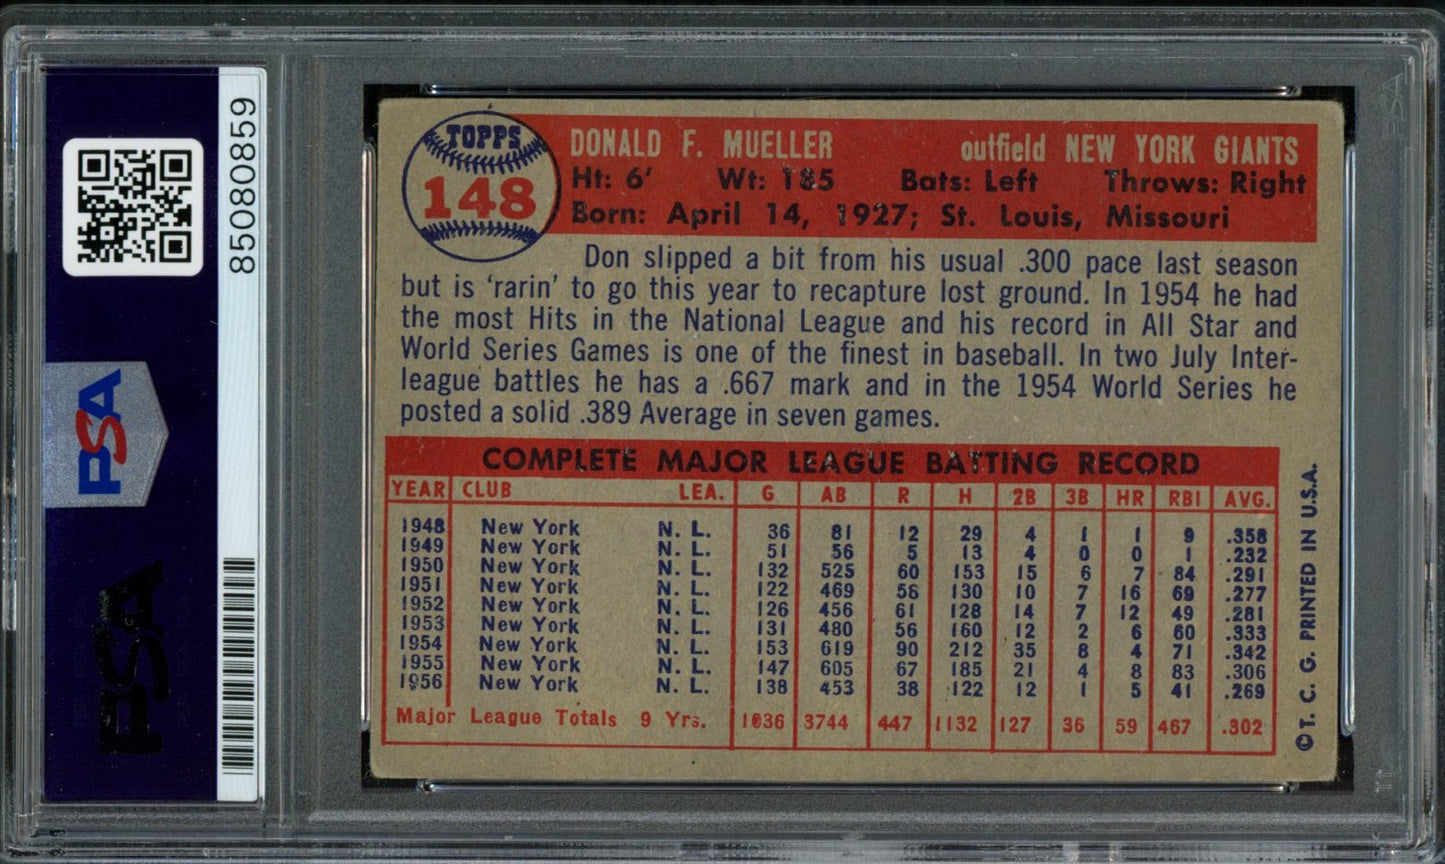 85080859
PSA
PSA
TOPPS
148
DONALD F. MUELLER outfield NEW YORK GIANTS
Ht: 6' Wt: 185 Bats: Left Throws: Right
Born: April 14, 1927; St. Louis, Missouri
Don slipped a bit from his usual .300 pace last season
but is 'rarin' to go this year to recapture lost ground. In 1954 he had
the most Hits in the National League and his record in All Star and
World Series Games is one of the finest in baseball. In two July Inter-
league battles he has a .667 mark and in the 1954 World Series he
posted a solid .389 Average in seven games.
COMPLETE MAJOR LEAGUE BATTING RECORD
YEAR CLUB LEA. G AB R H 2B 3B HR RBI AVG.
1948 New York N. L. 36 81 12 29 4 1 1 9 .358
1949 New York N. L. 51 56 5 13 4 0 0 1 .232
1950 New York N. L. 132 525 60 153 15 6 7 84 .291
1951 New York N. L. 122 469 58 130 10 7 16 69 .277
1952 New York N. L. 126 456 61 128 14 7 12 49 .281
1953 New York N. L. 131 480 56 160 12 2 6 60 .333
1954 New York N. L. 153 619 90 212 35 8 4 71 .342
1955 New York N. L. 147 605 67 185 21 4 8 83 .306
1956 New York N. L. 138 453 38 122 12 1 5 41 .269
Major League Totals 9 Yrs. 1036 3744 447 1132 127 36 59 467 .302
©T. C. G. PRINTED IN U.S.A.